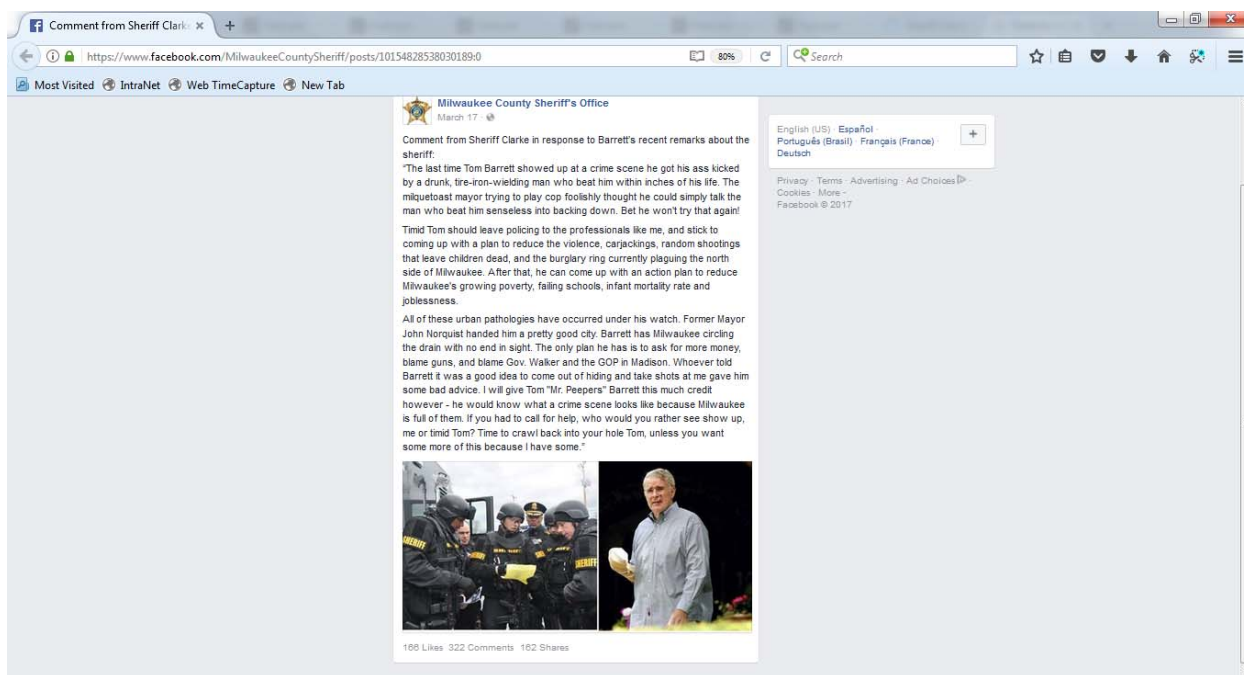 Comment from Sheriff Clark
https://www.facebook.com/MilwaukeeCountySheriff/posts/10154828538030189:0
80%
Search
Most Visited IntraNet Web TimeCapture New Tab
Milwaukee County Sheriff's Office
March 17
Comment from Sheriff Clarke in response to Barrett's recent remarks about the
sheriff:
"The last time Tom Barrett showed up at a crime scene he got his ass kicked
by a drunk, tire-iron-wielding man who beat him within inches of his life. The
milquetoast mayor trying to play cop foolishly thought he could simply talk the
man who beat him senseless into backing down. Bet he won't try that again!
Timid Tom should leave policing to the professionals like me, and stick to
coming up with a plan to reduce the violence, carjackings, random shootings
that leave children dead, and the burglary ring currently plaguing the north
side of Milwaukee. After that, he can come up with an action plan to reduce
Milwaukee's growing poverty, failing schools, infant mortality rate and
joblessness.
All of these urban pathologies have occurred under his watch. Former Mayor
John Norquist handed him a pretty good city. Barrett has Milwaukee circling
the drain with no end in sight. The only plan he has is to ask for more money,
blame guns, and blame Gov. Walker and the GOP in Madison. Whoever told
Barrett it was a good idea to come out of hiding and take shots at me gave him
some bad advice. I will give Tom "Mr. Peepers" Barrett this much credit
however - he would know what a crime scene looks like because Milwaukee
is full of them. If you had to call for help, who would you rather see show up,
me or timid Tom? Time to crawl back into your hole Tom, unless you want
some more of this because I have some."
SHERIFF
SHERIFF
166 Likes 322 Comments 162 Shares
English (US) · Español ·
Português (Brasil) · Français (France) ·
Deutsch
Privacy · Terms · Advertising · Ad Choices ·
Cookies · More ·
Facebook © 2017